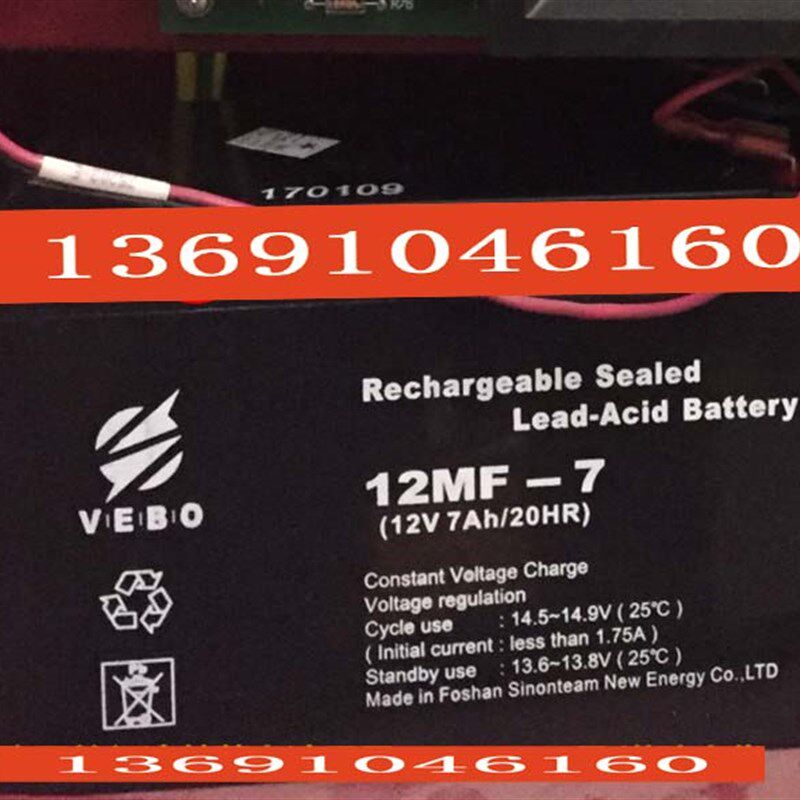 R76
170109
13691046160
Rechargeable Sealed
Lead-Acid Battery
12MF-7
(12V 7Ah/20HR)
VEBO
Constant Voltage Charge
Voltage regulation
Cycle use : 14.5~14.9V ( 25℃ )
( Initial current : less than 1.75A )
Standby use : 13.6~13.8V ( 25℃ )
Made in Foshan Sinonteam New Energy Co.,LTD
13691046160